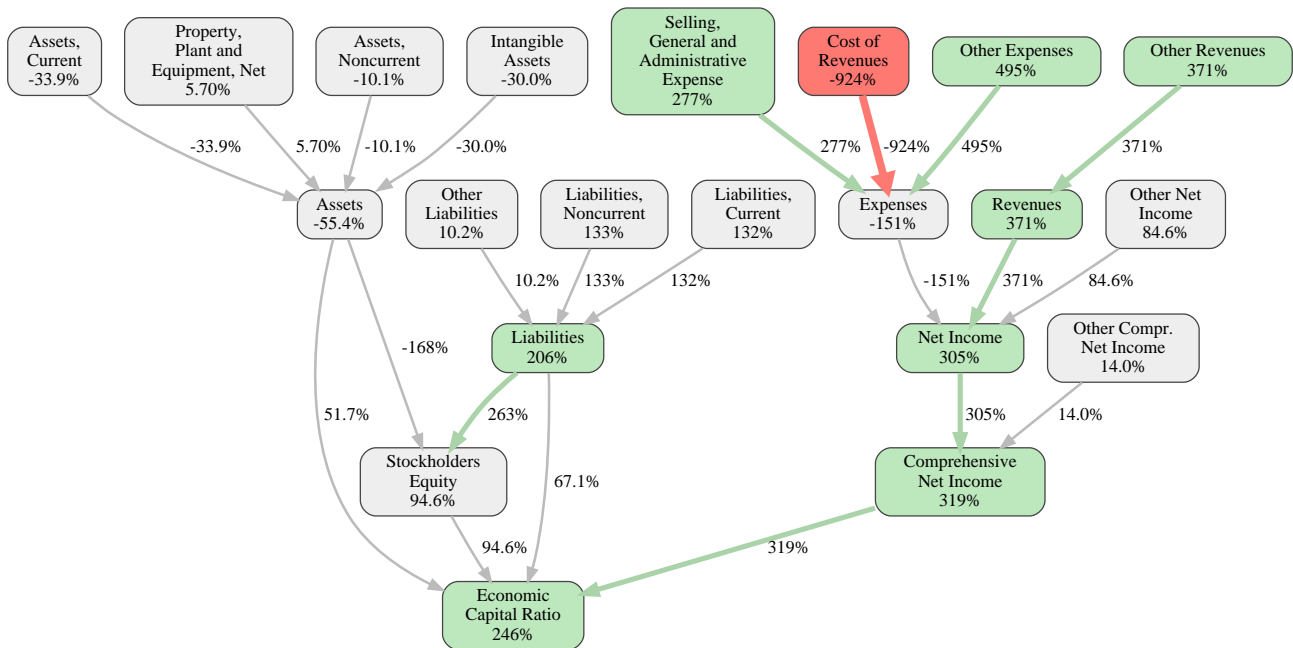 Assets,
Current
-33.9%
Property,
Plant and
Equipment, Net
5.70%
Assets,
Noncurrent
-10.1%
Intangible
Assets
-30.0%
Selling,
General and
Administrative
Expense
277%
Cost of
Revenues
-924%
Other Expenses
495%
Other Revenues
371%
-33.9%
5.70%
-10.1%
-30.0%
277%
-924%
495%
371%
Assets
-55.4%
Other
Liabilities
10.2%
Liabilities,
Noncurrent
133%
Liabilities,
Current
132%
Expenses
-151%
Revenues
371%
Other Net
Income
84.6%
10.2%
133%
132%
-151%
371%
84.6%
Liabilities
206%
Net Income
305%
Other Compr.
Net Income
14.0%
-168%
51.7%
263%
305%
14.0%
Stockholders
Equity
94.6%
67.1%
Comprehensive
Net Income
319%
94.6%
319%
Economic
Capital Ratio
246%